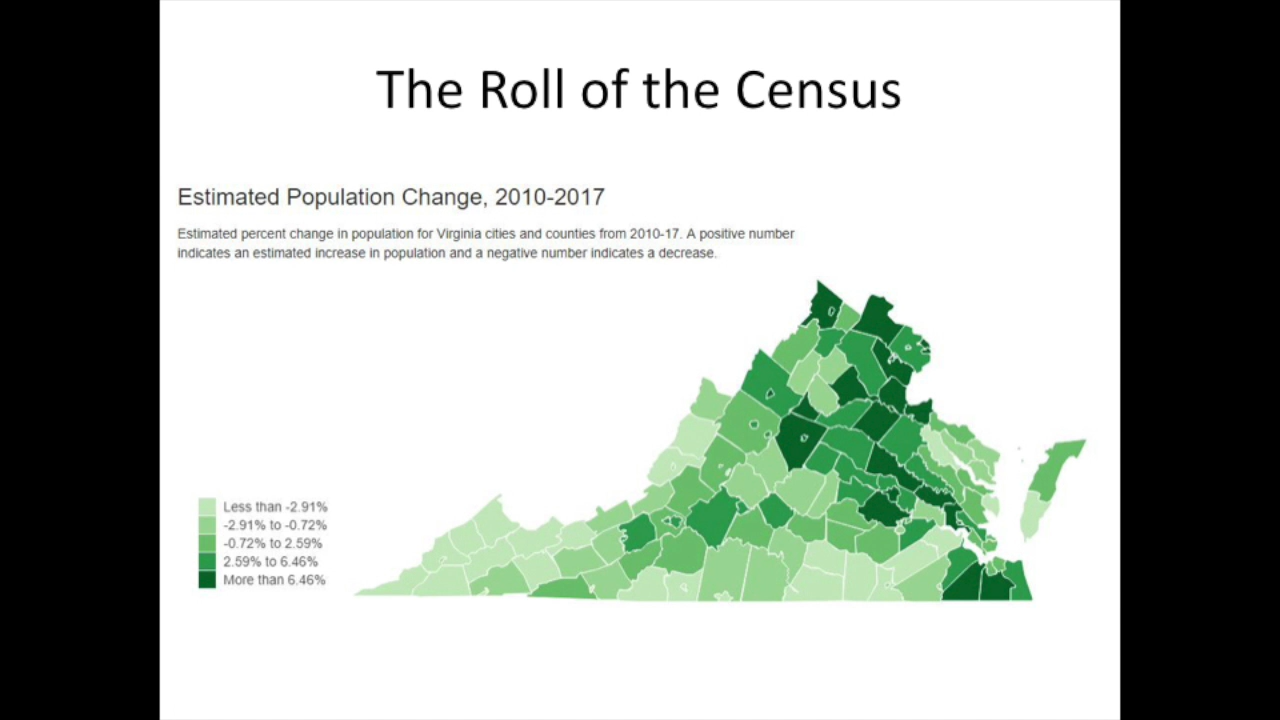 The Roll of the Census
Estimated Population Change, 2010-2017
Estimated percent change in population for Virginia cities and counties from 2010-17. A positive number
indicates an estimated increase in population and a negative number indicates a decrease.
Less than -2.91%
-2.91% to -0.72%
-0.72% to 2.59%
2.59% to 6.46%
More than 6.46%